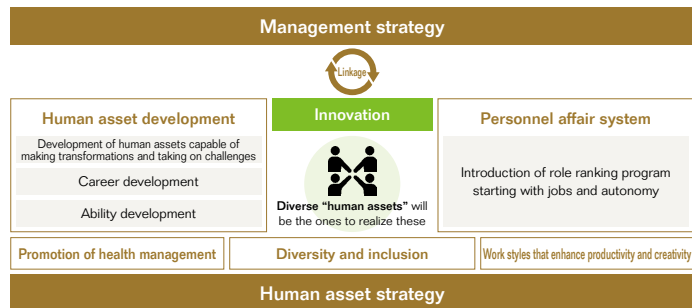 Management strategy
Linkage
Human asset development
Development of human assets capable of
making transformations and taking on challenges
Career development
Ability development
Innovation
Diverse “human assets” will
be the ones to realize these
Personnel affair system
Introduction of role ranking program
starting with jobs and autonomy
Promotion of health management
Diversity and inclusion
Work styles that enhance productivity and creativity
Human asset strategy